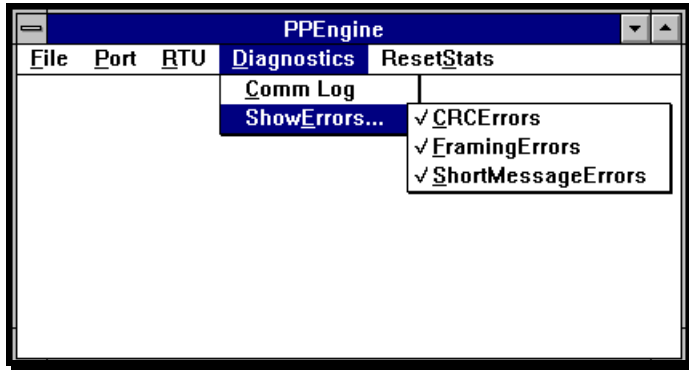 PPEngine
File Port RTU Diagnostics ResetStats
Comm Log
ShowErrors...
✓ CRCErrors
✓ FramingErrors
✓ ShortMessageErrors